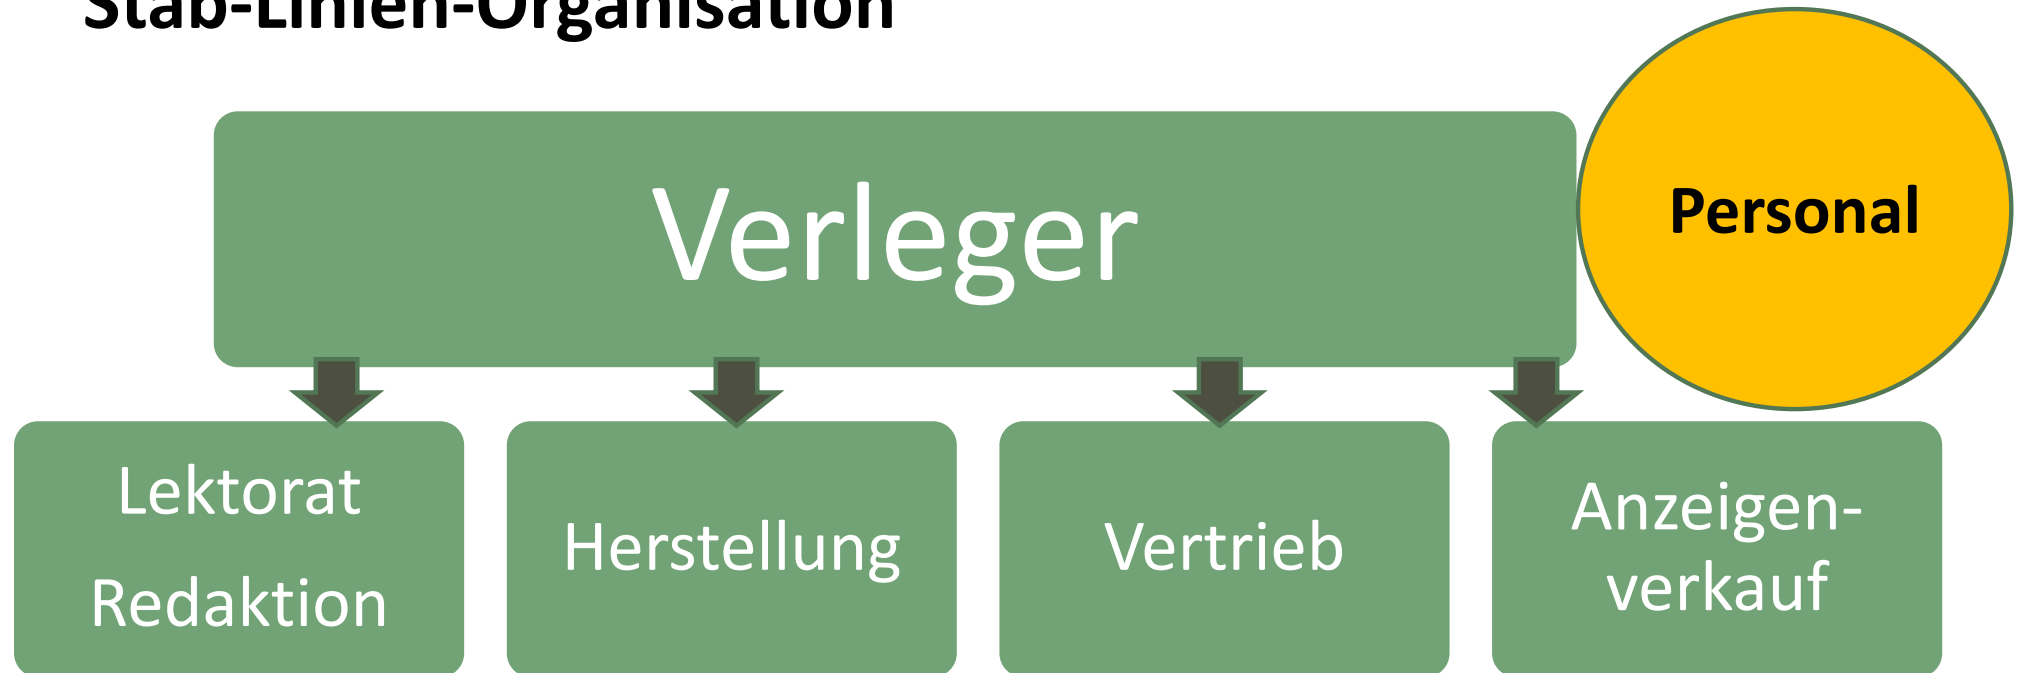 Stab-Linien-Organisation
Verleger
Personal
Lektorat
Redaktion
Herstellung
Vertrieb
Anzeigen-
verkauf